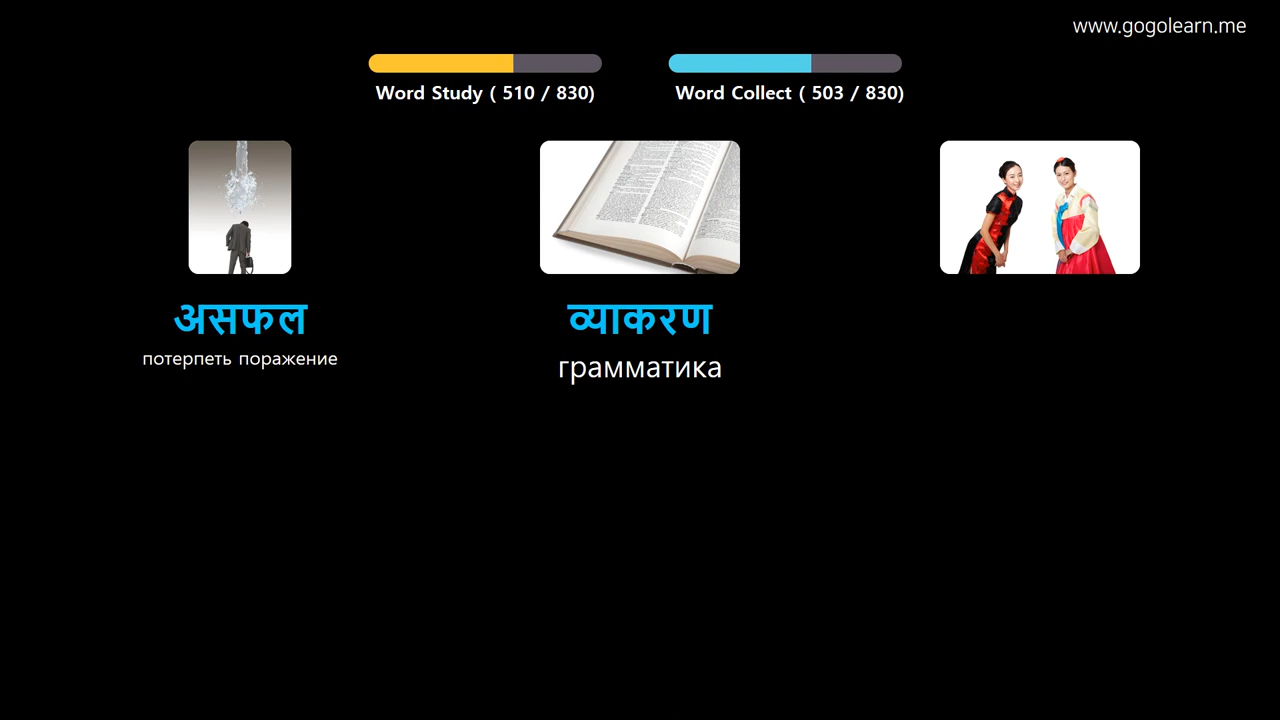 www.gogolearn.me
Word Study ( 510 / 830)
Word Collect ( 503 / 830)
असफल
потерпеть поражение
व्याकरण
грамматика